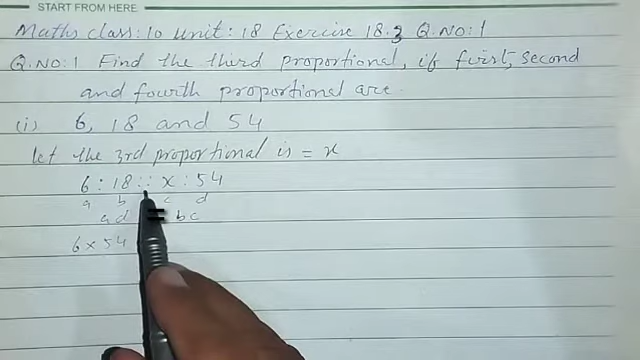 START FROM HERE
Maths class: 10 unit: 18 Exercise 18.3 Q.NO:1
Q.NO:1 Find the third proportional, if first, second
and fourth proportional are.
(i) 6, 18 and 54
let the 3rd proportional is = x
6 : 18 :: x : 54
a b c d
ad = bc
6 x 54